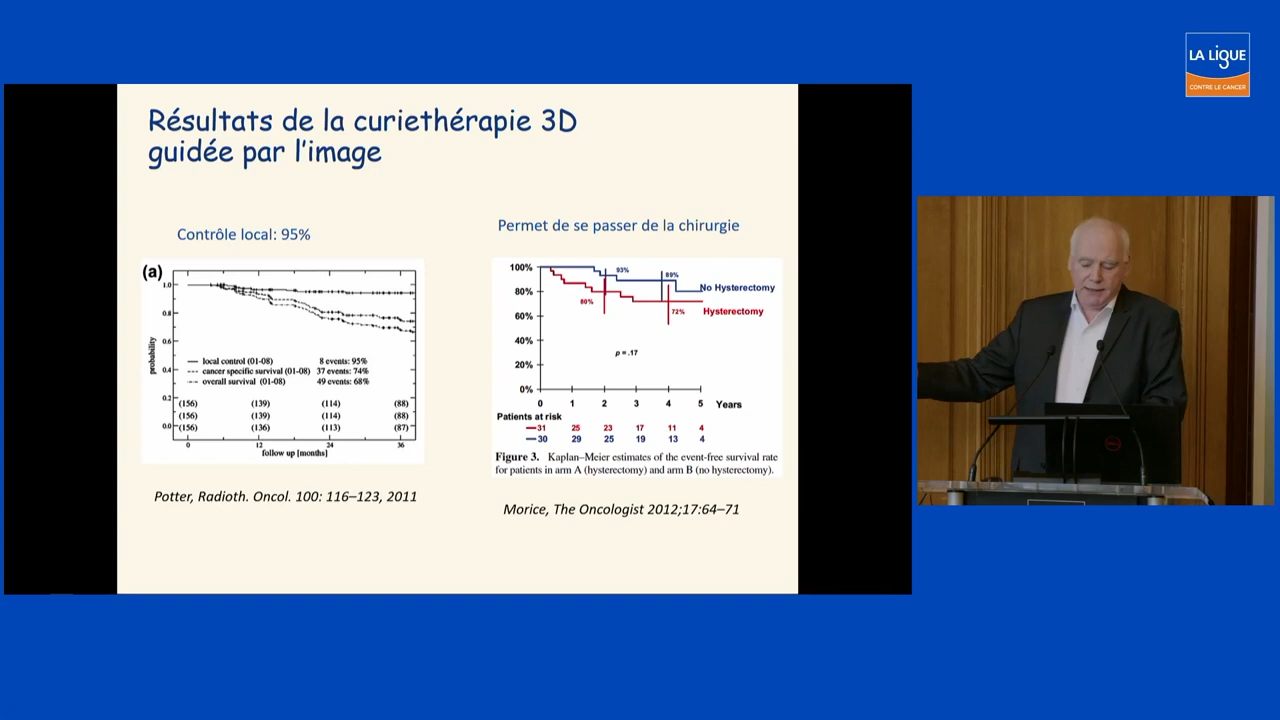 LA LIGUE
CONTRE LE CANCER
Résultats de la curiethérapie 3D
guidée par l'image
Contrôle local: 95%
(a)
1.0
0.8
0.6
0.4
0.2
0.0
probability
local control (01-08) 8 events: 95%
cancer specific survival (01-08) 37 events: 74%
overall survival (01-08) 49 events: 68%
(156) (139) (114) (88)
(156) (139) (114) (88)
(156) (136) (113) (87)
0 12 24 36
follow up [months]
Potter, Radioth. Oncol. 100: 116–123, 2011
Permet de se passer de la chirurgie
100%
80%
60%
40%
20%
0%
93%
89%
No Hysterectomy
80%
72%
Hysterectomy
p = .17
0 1 2 3 4 5 Years
Patients at risk
31 25 23 17 11 4
30 29 25 19 13 4
Figure 3. Kaplan–Meier estimates of the event-free survival rate
for patients in arm A (hysterectomy) and arm B (no hysterectomy).
Morice, The Oncologist 2012;17:64–71